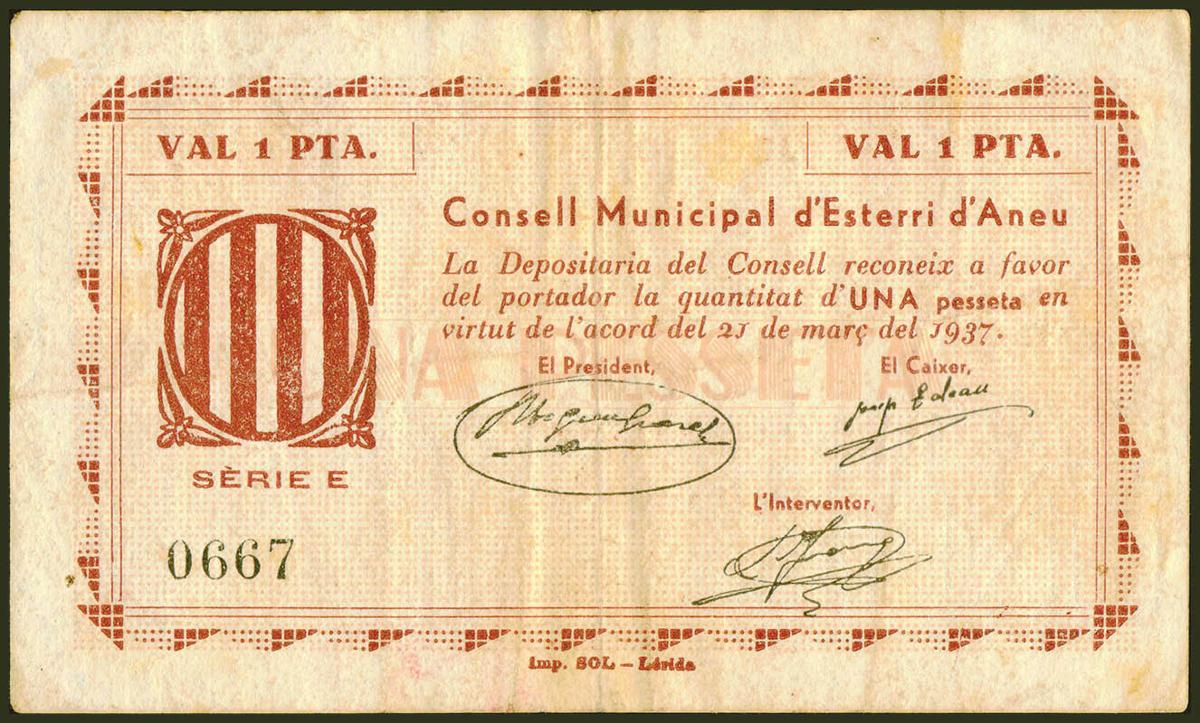 VAL 1 PTA.
VAL 1 PTA.
Consell Municipal d'Esterri d'Aneu
La Depositaria del Consell reconeix a favor
del portador la quantitat d'UNA pesseta en
virtut de l'acord del 21 de març del 1937.
UNA PESSETA
El President,
El Caixer,
L'Interventor,
SÈRIE E
0667
Imp. SOL - Lérida